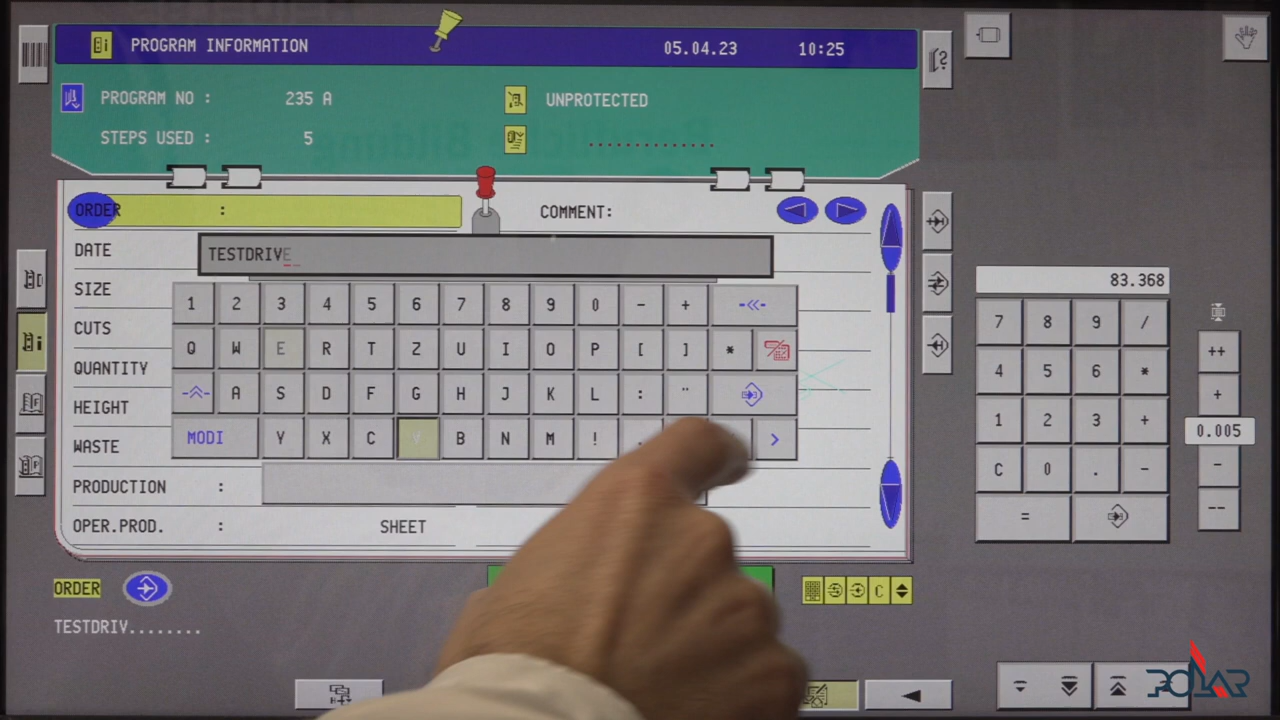 PROGRAM INFORMATION 05.04.23 10:25
PROGRAM NO : 235 A UNPROTECTED
STEPS USED : 5 .............
ORDER : COMMENT:
DATE
TESTDRIVE_
SIZE
83.368
1 2 3 4 5 6 7 8 9 0 - +
CUTS
Q W E R T Z U I O P [ ] *
QUANTITY
A S D F G H J K L : "
HEIGHT
MODI Y X C V B N M ! . >
WASTE
7 8 9 / ++
4 5 6 * +
1 2 3 + 0.005
C 0 . - -
= --
PRODUCTION :
OPER.PROD. : SHEET
ORDER
C
TESTDRIV........
POLAR